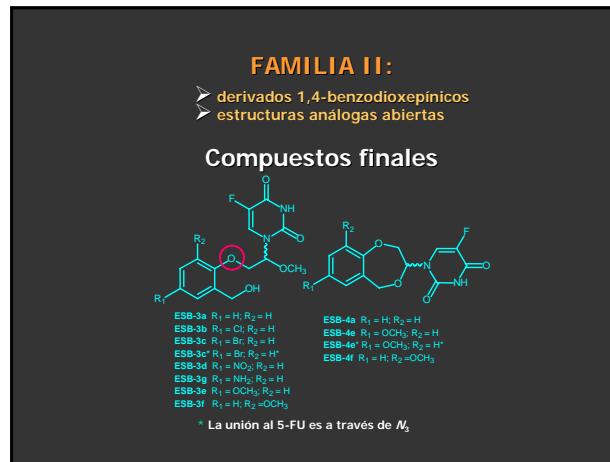 FAMILIA II:
➢ derivados 1,4-benzodioxepínicos
➢ estructuras análogas abiertas
Compuestos finales
O
F
NH
N
O
R₂
O
OCH₃
OH
R₁
R₂
O
F
N
O
O
NH
O
R₁
ESB-3a R₁ = H; R₂ = H
ESB-3b R₁ = Cl; R₂ = H
ESB-3c R₁ = Br; R₂ = H
ESB-3c* R₁ = Br; R₂ = H*
ESB-3d R₁ = NO₂; R₂ = H
ESB-3g R₁ = NH₂; R₂ = H
ESB-3e R₁ = OCH₃; R₂ = H
ESB-3f R₁ = H; R₂ =OCH₃
ESB-4a R₁ = H; R₂ = H
ESB-4e R₁ = OCH₃; R₂ = H
ESB-4e* R₁ = OCH₃; R₂ = H*
ESB-4f R₁ = H; R₂ =OCH₃
* La unión al 5-FU es a través de N₃